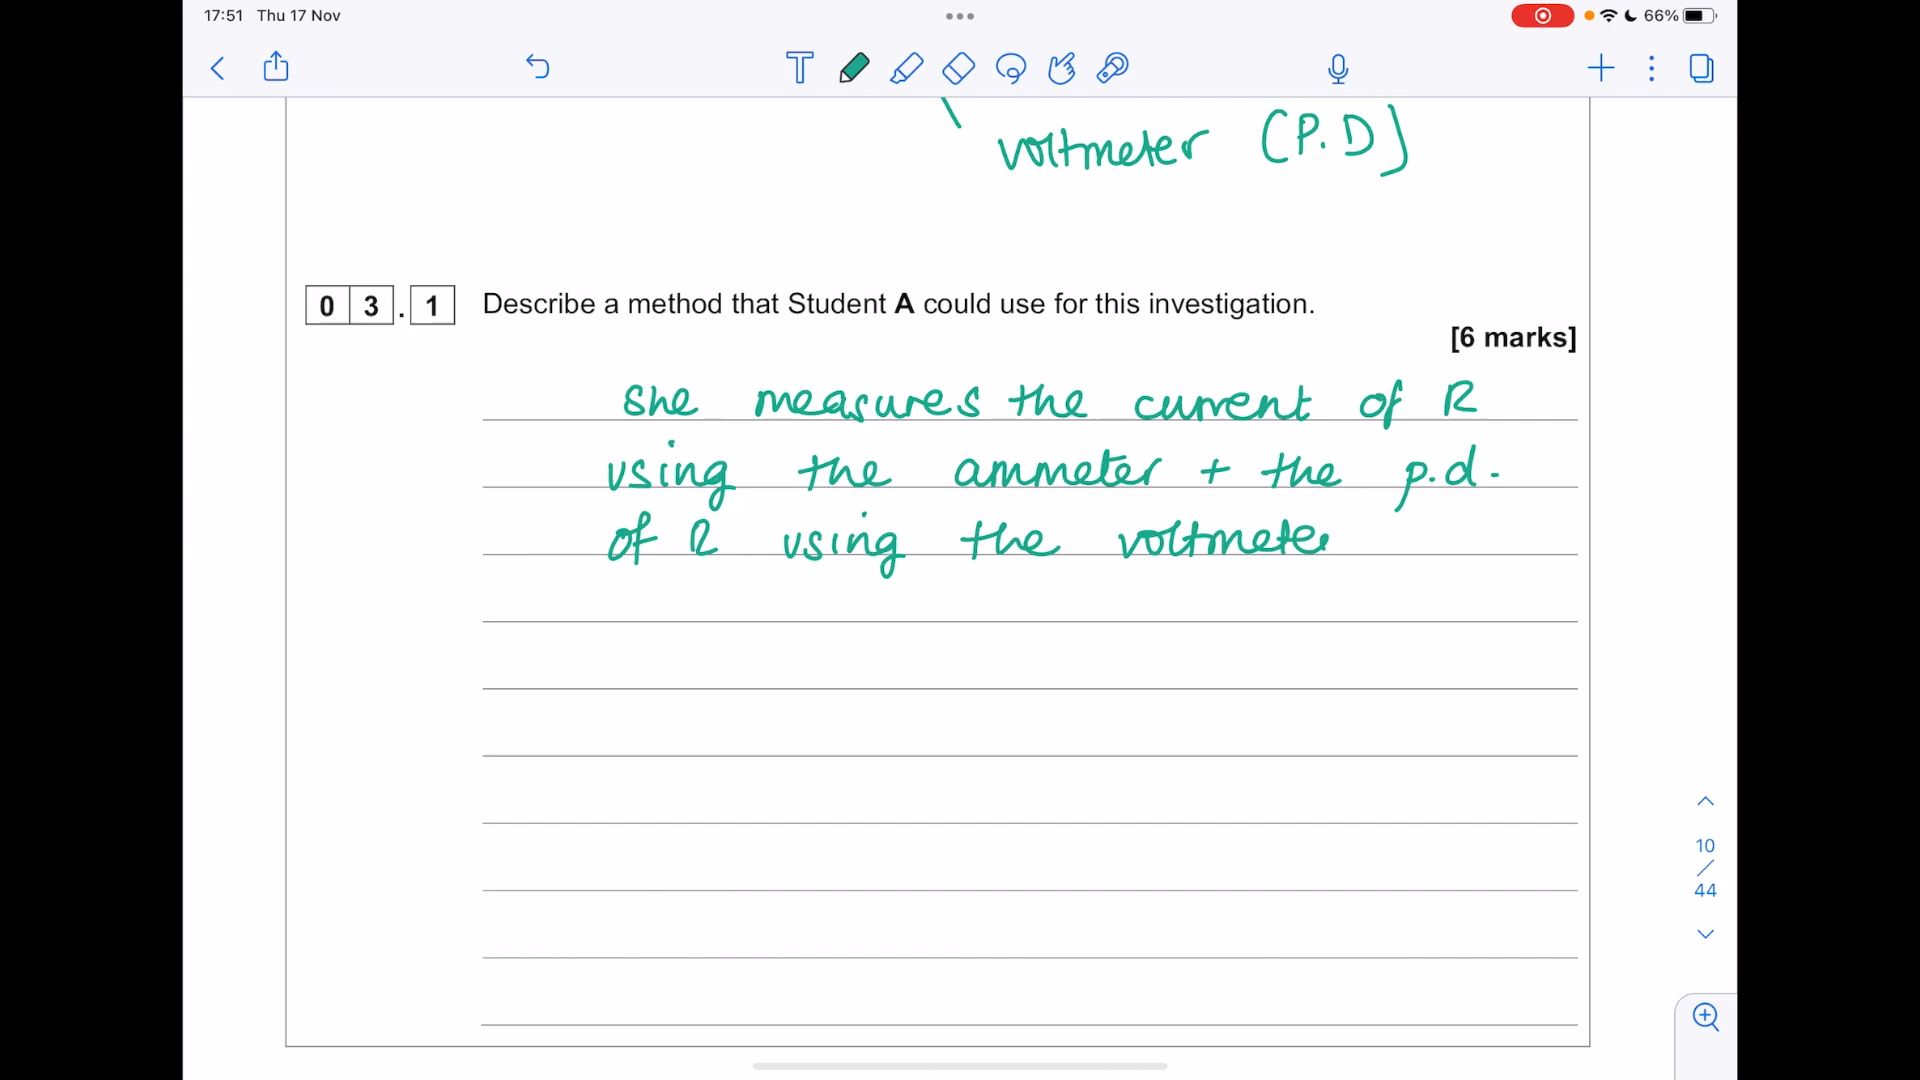 17:51 Thu 17 Nov
66%
T
voltmeter (P.D)
0 3 . 1 Describe a method that Student A could use for this investigation.
[6 marks]
She measures the current of R
using the ammeter + the p.d.
of R using the voltmeter
10
/
44